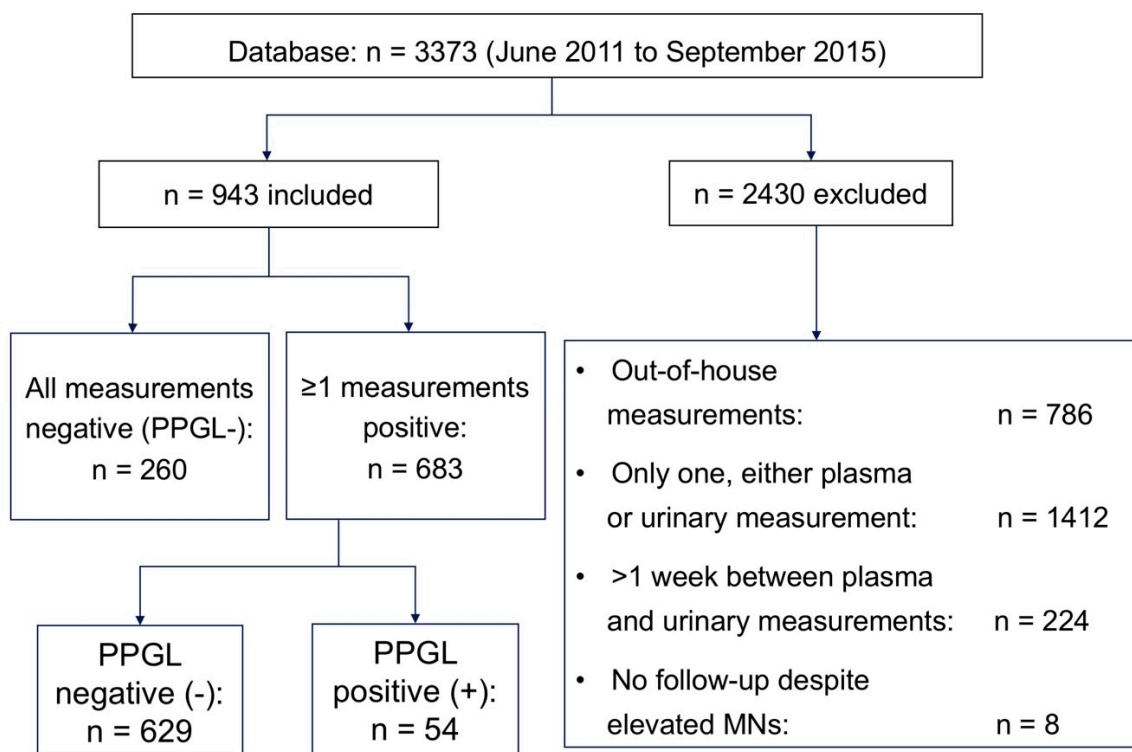 Database: n = 3373 (June 2011 to September 2015)
n = 943 included
n = 2430 excluded
All measurements
negative (PPGL-):
n = 260
≥1 measurements
positive:
n = 683
PPGL
negative (-):
n = 629
PPGL
positive (+):
n = 54
• Out-of-house
measurements: n = 786
• Only one, either plasma
or urinary measurement: n = 1412
• >1 week between plasma
and urinary measurements: n = 224
• No follow-up despite
elevated MNs: n = 8